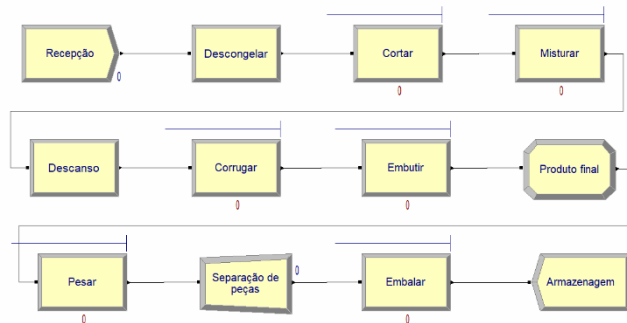 Recepção
0
Descongelar
Cortar
0
Misturar
0
Descanso
Corrugar
0
Embutir
0
Produto final
Pesar
0
Separação de
peças
0
Embalar
0
Armazenagem